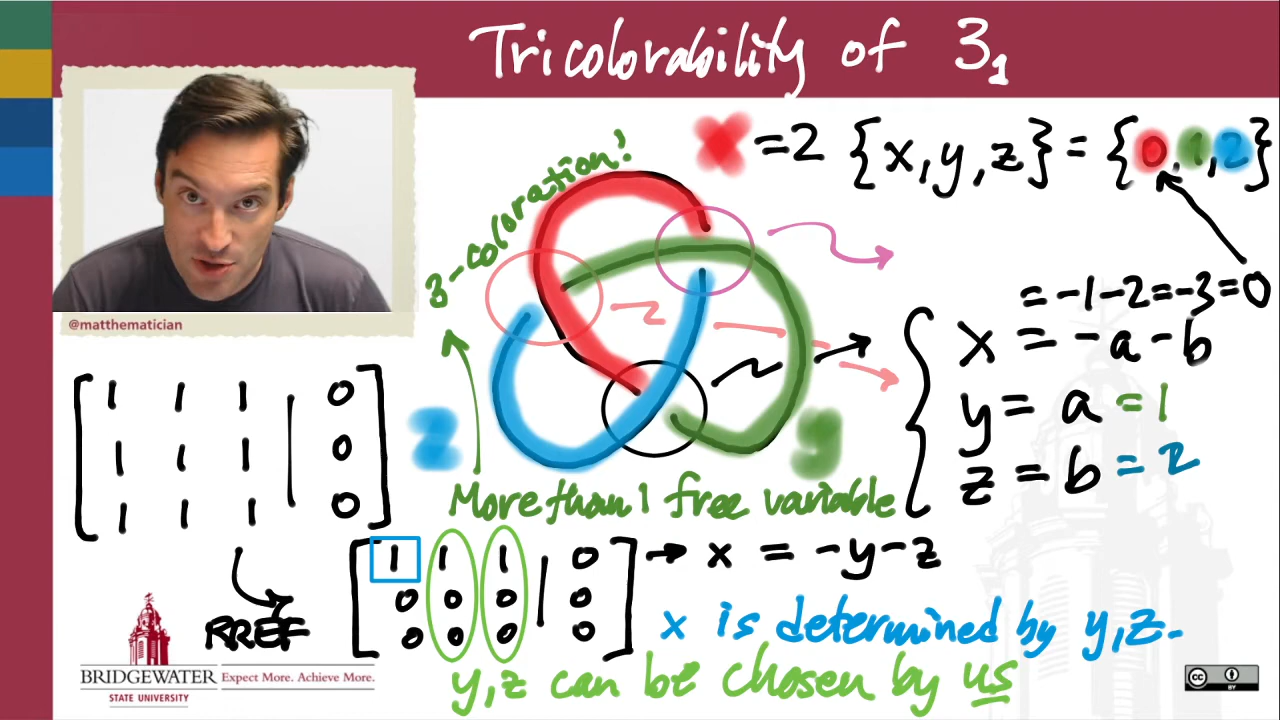 Tricolorability of 3₁
x = 2 {x, y, z} = {0, 1, 2}
3-coloration!
@matthematician
= -1 - 2 = -3 = 0
x = -a - b
y = a = 1
z = b = 2
z
y
1 1 1 | 0
1 1 1 | 0
1 1 1 | 0
More than 1 free variable
RREF
1 1 1 | 0 → x = -y - z
0 0 0 | 0
0 0 0 | 0
x is determined by y, z.
y, z can be chosen by us
BRIDGEWATER
STATE UNIVERSITY
Expect More. Achieve More.
cc
BY